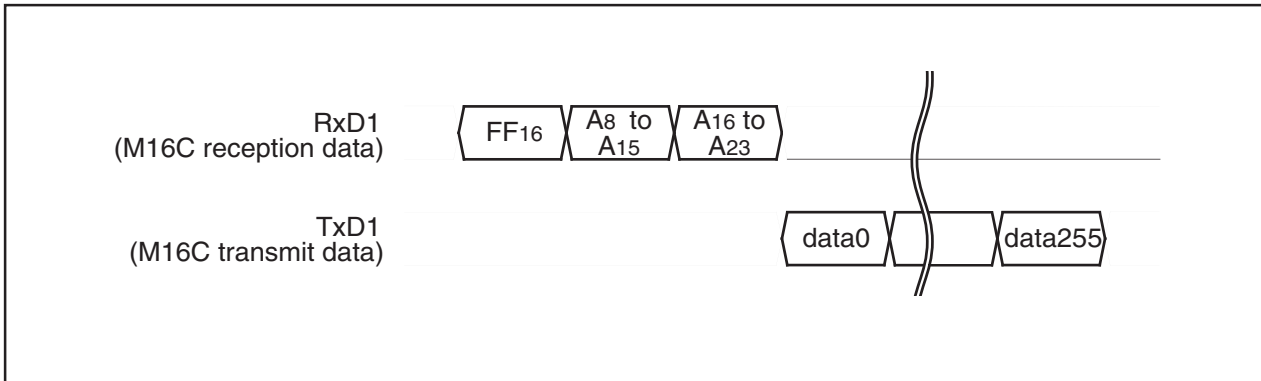 RxD1
(M16C reception data)
FF16
A8 to
A15
A16 to
A23
TxD1
(M16C transmit data)
data0
data255